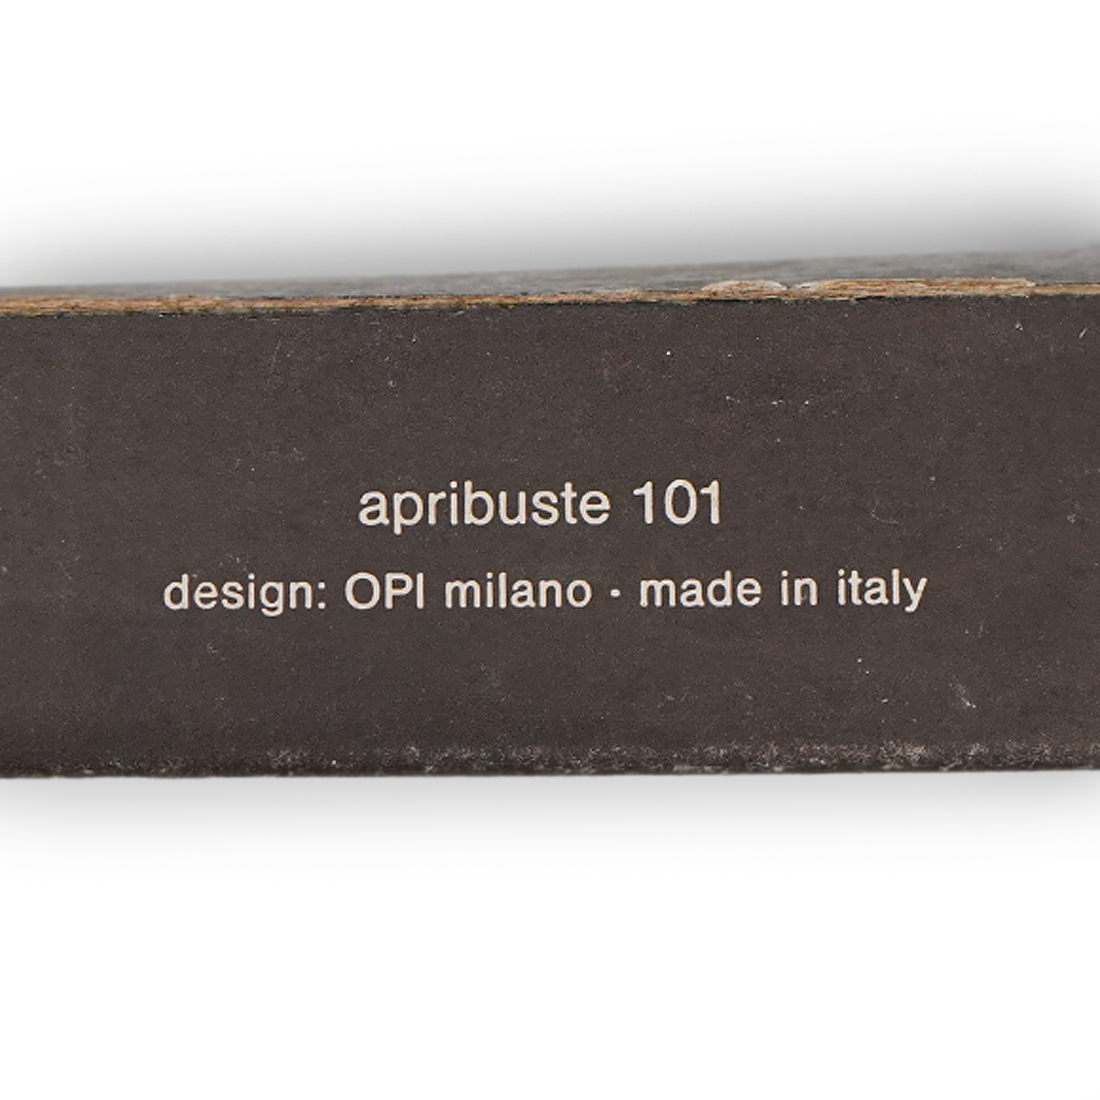 apribuste 101
design: OPI milano · made in italy